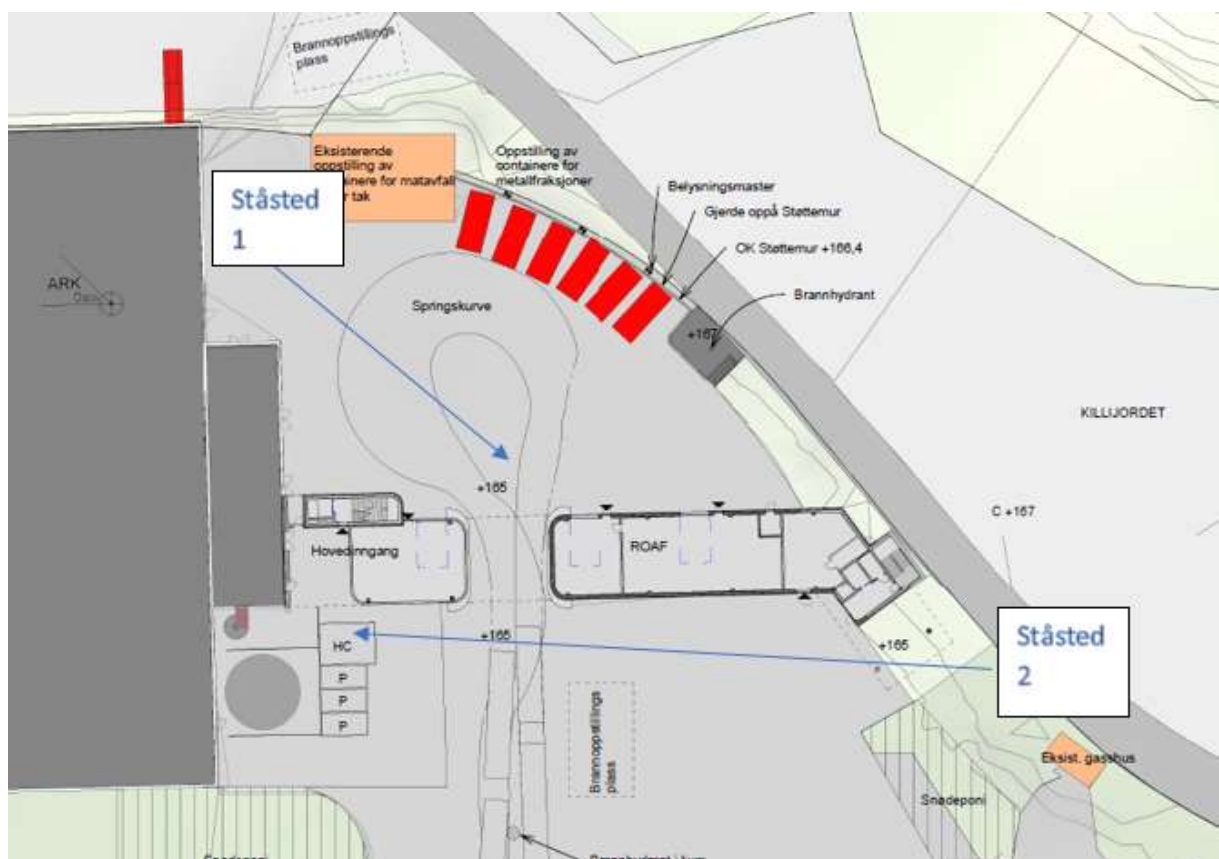 Brannoppstillings
plass
Eksisterende
oppstilling av
containere for matavfall
tak
Oppstilling av
containere for
metallfraksjoner
Ståsted
1
Belysningsmaster
Gjerde oppå Støttemur
OK Støttemur +166,4
Brannhydrant
+167
ARK
Springskurve
KILLIJORDET
+165
C +167
Hovedinngang
ROAF
+165
HC
P
P
P
+165
Ståsted
2
Brannoppstillings
plass
Eksist. gasshus
Snødeponi